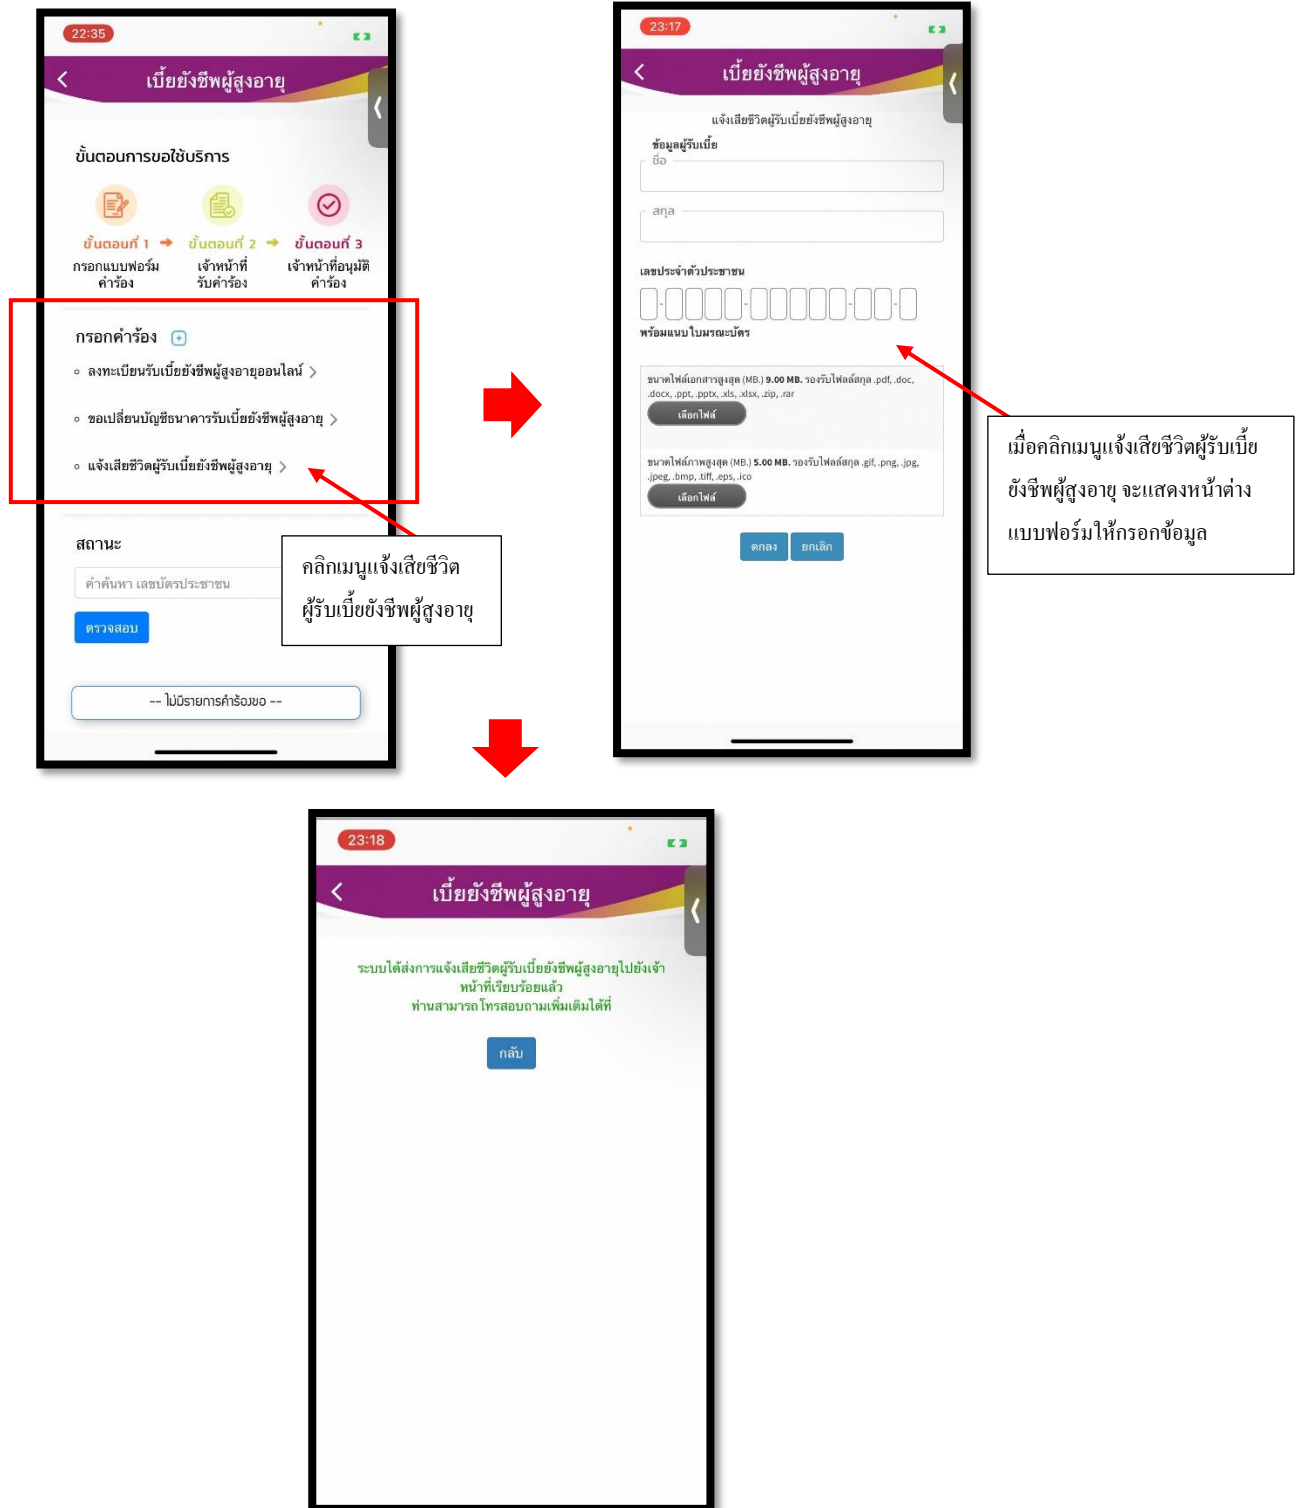 22:35
เบี้ยยังชีพผู้สูงอายุ
ขั้นตอนการขอใช้บริการ
ขั้นตอนที่ 1 ➜ ขั้นตอนที่ 2 ➜ ขั้นตอนที่ 3
กรอกแบบฟอร์ม เจ้าหน้าที่ เจ้าหน้าที่อนุมัติ
คำร้อง รับคำร้อง คำร้อง
กรอกคำร้อง
ลงทะเบียนรับเบี้ยยังชีพผู้สูงอายุออนไลน์
ขอเปลี่ยนบัญชีธนาคารรับเบี้ยยังชีพผู้สูงอายุ
แจ้งเสียชีวิตผู้รับเบี้ยยังชีพผู้สูงอายุ
สถานะ
คำค้นหา เลขบัตรประชาชน
ตรวจสอบ
-- ไม่มีรายการคำร้องขอ --
คลิกเมนูแจ้งเสียชีวิต
ผู้รับเบี้ยยังชีพผู้สูงอายุ
23:17
เบี้ยยังชีพผู้สูงอายุ
แจ้งเสียชีวิตผู้รับเบี้ยยังชีพผู้สูงอายุ
ข้อมูลผู้รับเบี้ย
ชื่อ
สกุล
เลขประจำตัวประชาชน
พร้อมแนบใบมรณะบัตร
ขนาดไฟล์เอกสารสูงสุด (MB.) 9.00 MB. รองรับไฟลล์สกุล .pdf, .doc,
.docx, .ppt, .pptx, .xls, .xlsx, .zip, .rar
เลือกไฟล์
ขนาดไฟล์ภาพสูงสุด (MB.) 5.00 MB. รองรับไฟลล์สกุล .gif, .png, .jpg,
.jpeg, .bmp, .tiff, .eps, .ico
เลือกไฟล์
ตกลง ยกเลิก
เมื่อคลิกเมนูแจ้งเสียชีวิตผู้รับเบี้ย
ยังชีพผู้สูงอายุ จะแสดงหน้าต่าง
แบบฟอร์มให้กรอกข้อมูล
23:18
เบี้ยยังชีพผู้สูงอายุ
ระบบได้ส่งการแจ้งเสียชีวิตผู้รับเบี้ยยังชีพผู้สูงอายุไปยังเจ้า
หน้าที่เรียบร้อยแล้ว
ท่านสามารถโทรสอบถามเพิ่มเติมได้ที่
กลับ